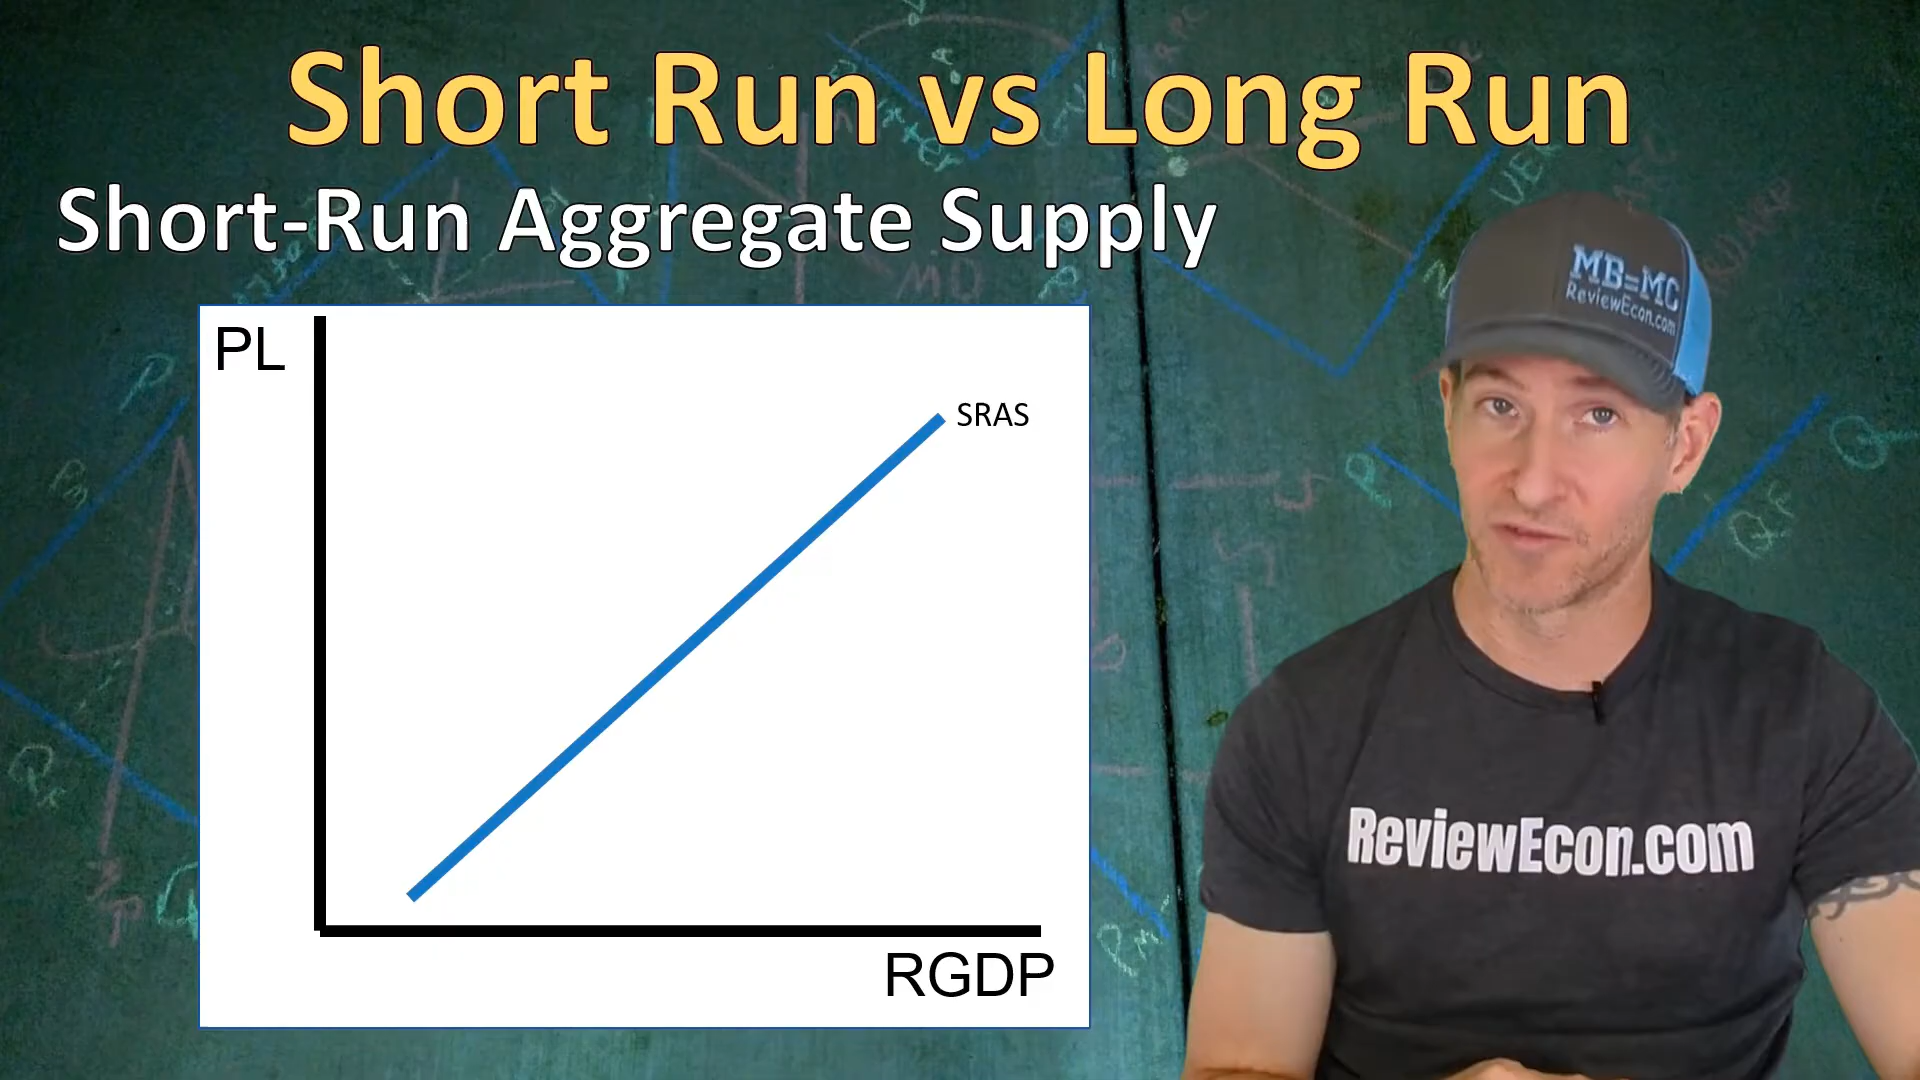 Short Run vs Long Run
Short-Run Aggregate Supply
PL
SRAS
RGDP
MB=MC
ReviewEcon.com
ReviewEcon.com